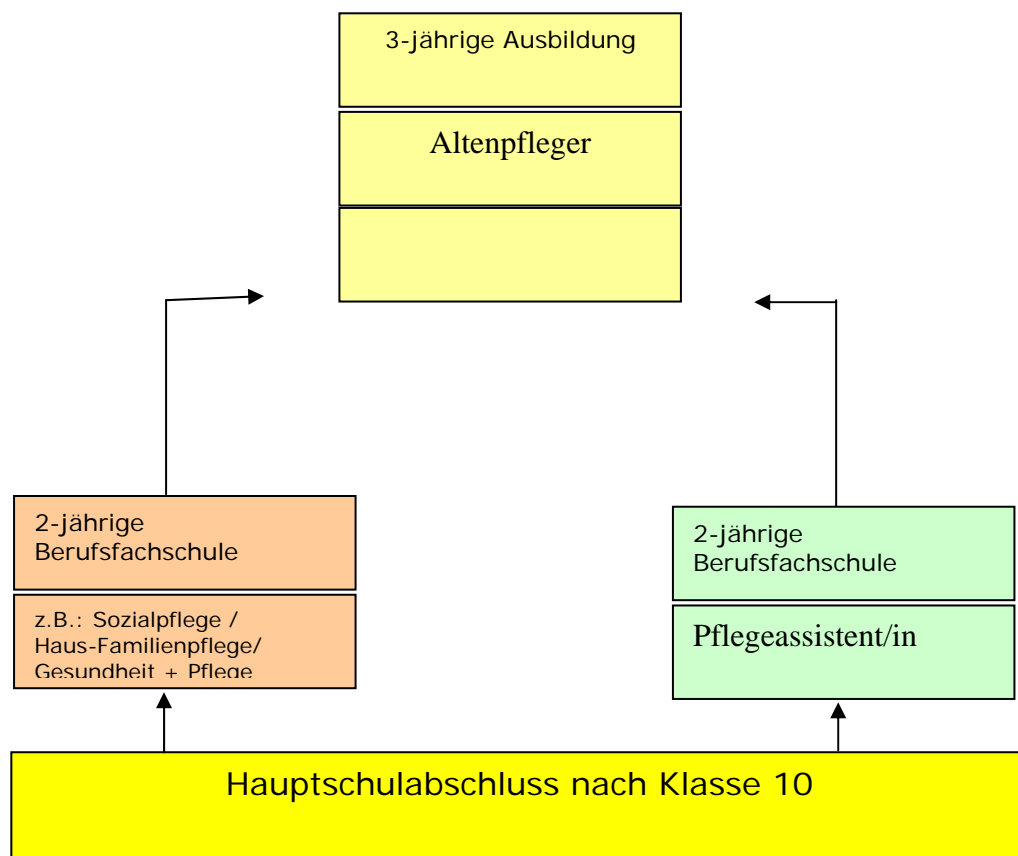 3-jährige Ausbildung
Altenpfleger
2-jährige
Berufsfachschule
z.B.: Sozialpflege /
Haus-Familienpflege/
Gesundheit + Pflege
2-jährige
Berufsfachschule
Pflegeassistent/in
Hauptschulabschluss nach Klasse 10